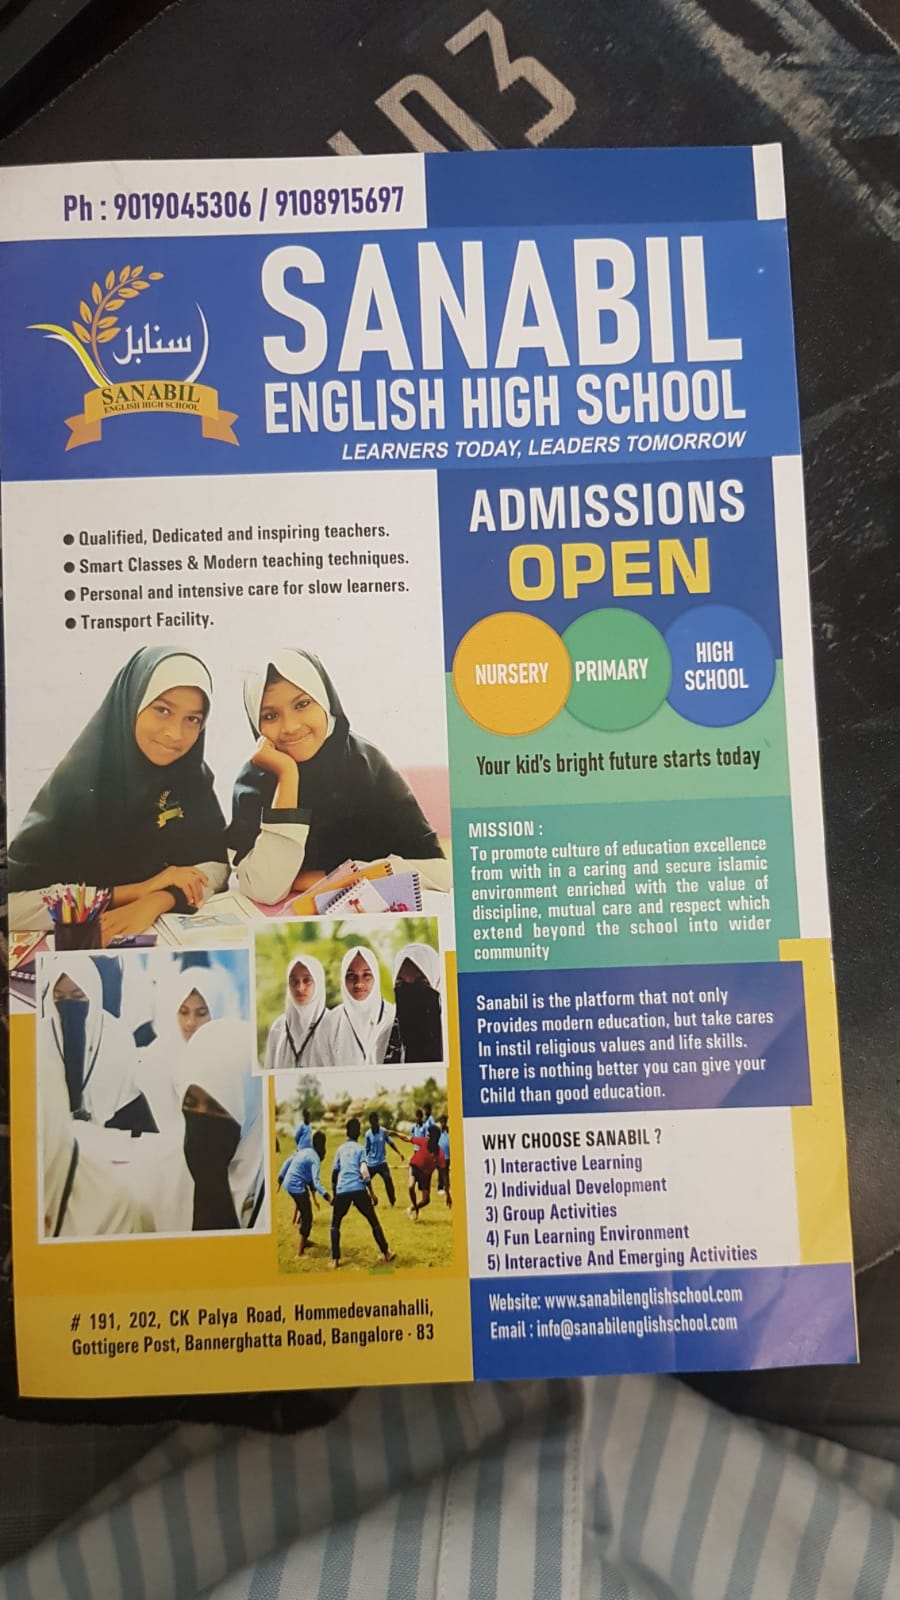 103
Ph : 9019045306 / 9108915697
سنابل
SANABIL
ENGLISH HIGH SCHOOL
SANABIL
ENGLISH HIGH SCHOOL
LEARNERS TODAY, LEADERS TOMORROW
● Qualified, Dedicated and inspiring teachers.
● Smart Classes & Modern teaching techniques.
● Personal and intensive care for slow learners.
● Transport Facility.
ADMISSIONS
OPEN
NURSERY
PRIMARY
HIGH
SCHOOL
Your kid's bright future starts today
MISSION :
To promote culture of education excellence
from with in a caring and secure islamic
environment enriched with the value of
discipline, mutual care and respect which
extend beyond the school into wider
community
Sanabil is the platform that not only
Provides modern education, but take cares
In instil religious values and life skills.
There is nothing better you can give your
Child than good education.
WHY CHOOSE SANABIL ?
1) Interactive Learning
2) Individual Development
3) Group Activities
4) Fun Learning Environment
5) Interactive And Emerging Activities
# 191, 202, CK Palya Road, Hommedevanahalli,
Gottigere Post, Bannerghatta Road, Bangalore - 83
Website: www.sanabilenglishschool.com
Email : info@sanabilenglishschool.com